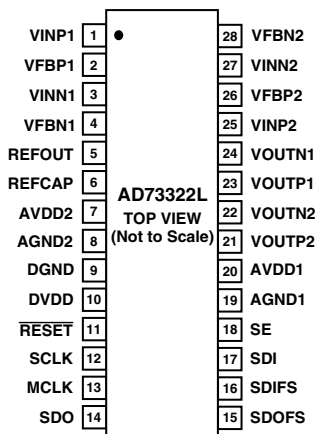 VINP1 1 28 VFBN2
VFBP1 2 27 VINN2
VINN1 3 26 VFBP2
VFBN1 4 25 VINP2
REFOUT 5 24 VOUTN1
REFCAP 6 23 VOUTP1
AVDD2 7 22 VOUTN2
AGND2 8 21 VOUTP2
DGND 9 20 AVDD1
DVDD 10 19 AGND1
RESET 11 18 SE
SCLK 12 17 SDI
MCLK 13 16 SDIFS
SDO 14 15 SDOFS
AD73322L
TOP VIEW
(Not to Scale)